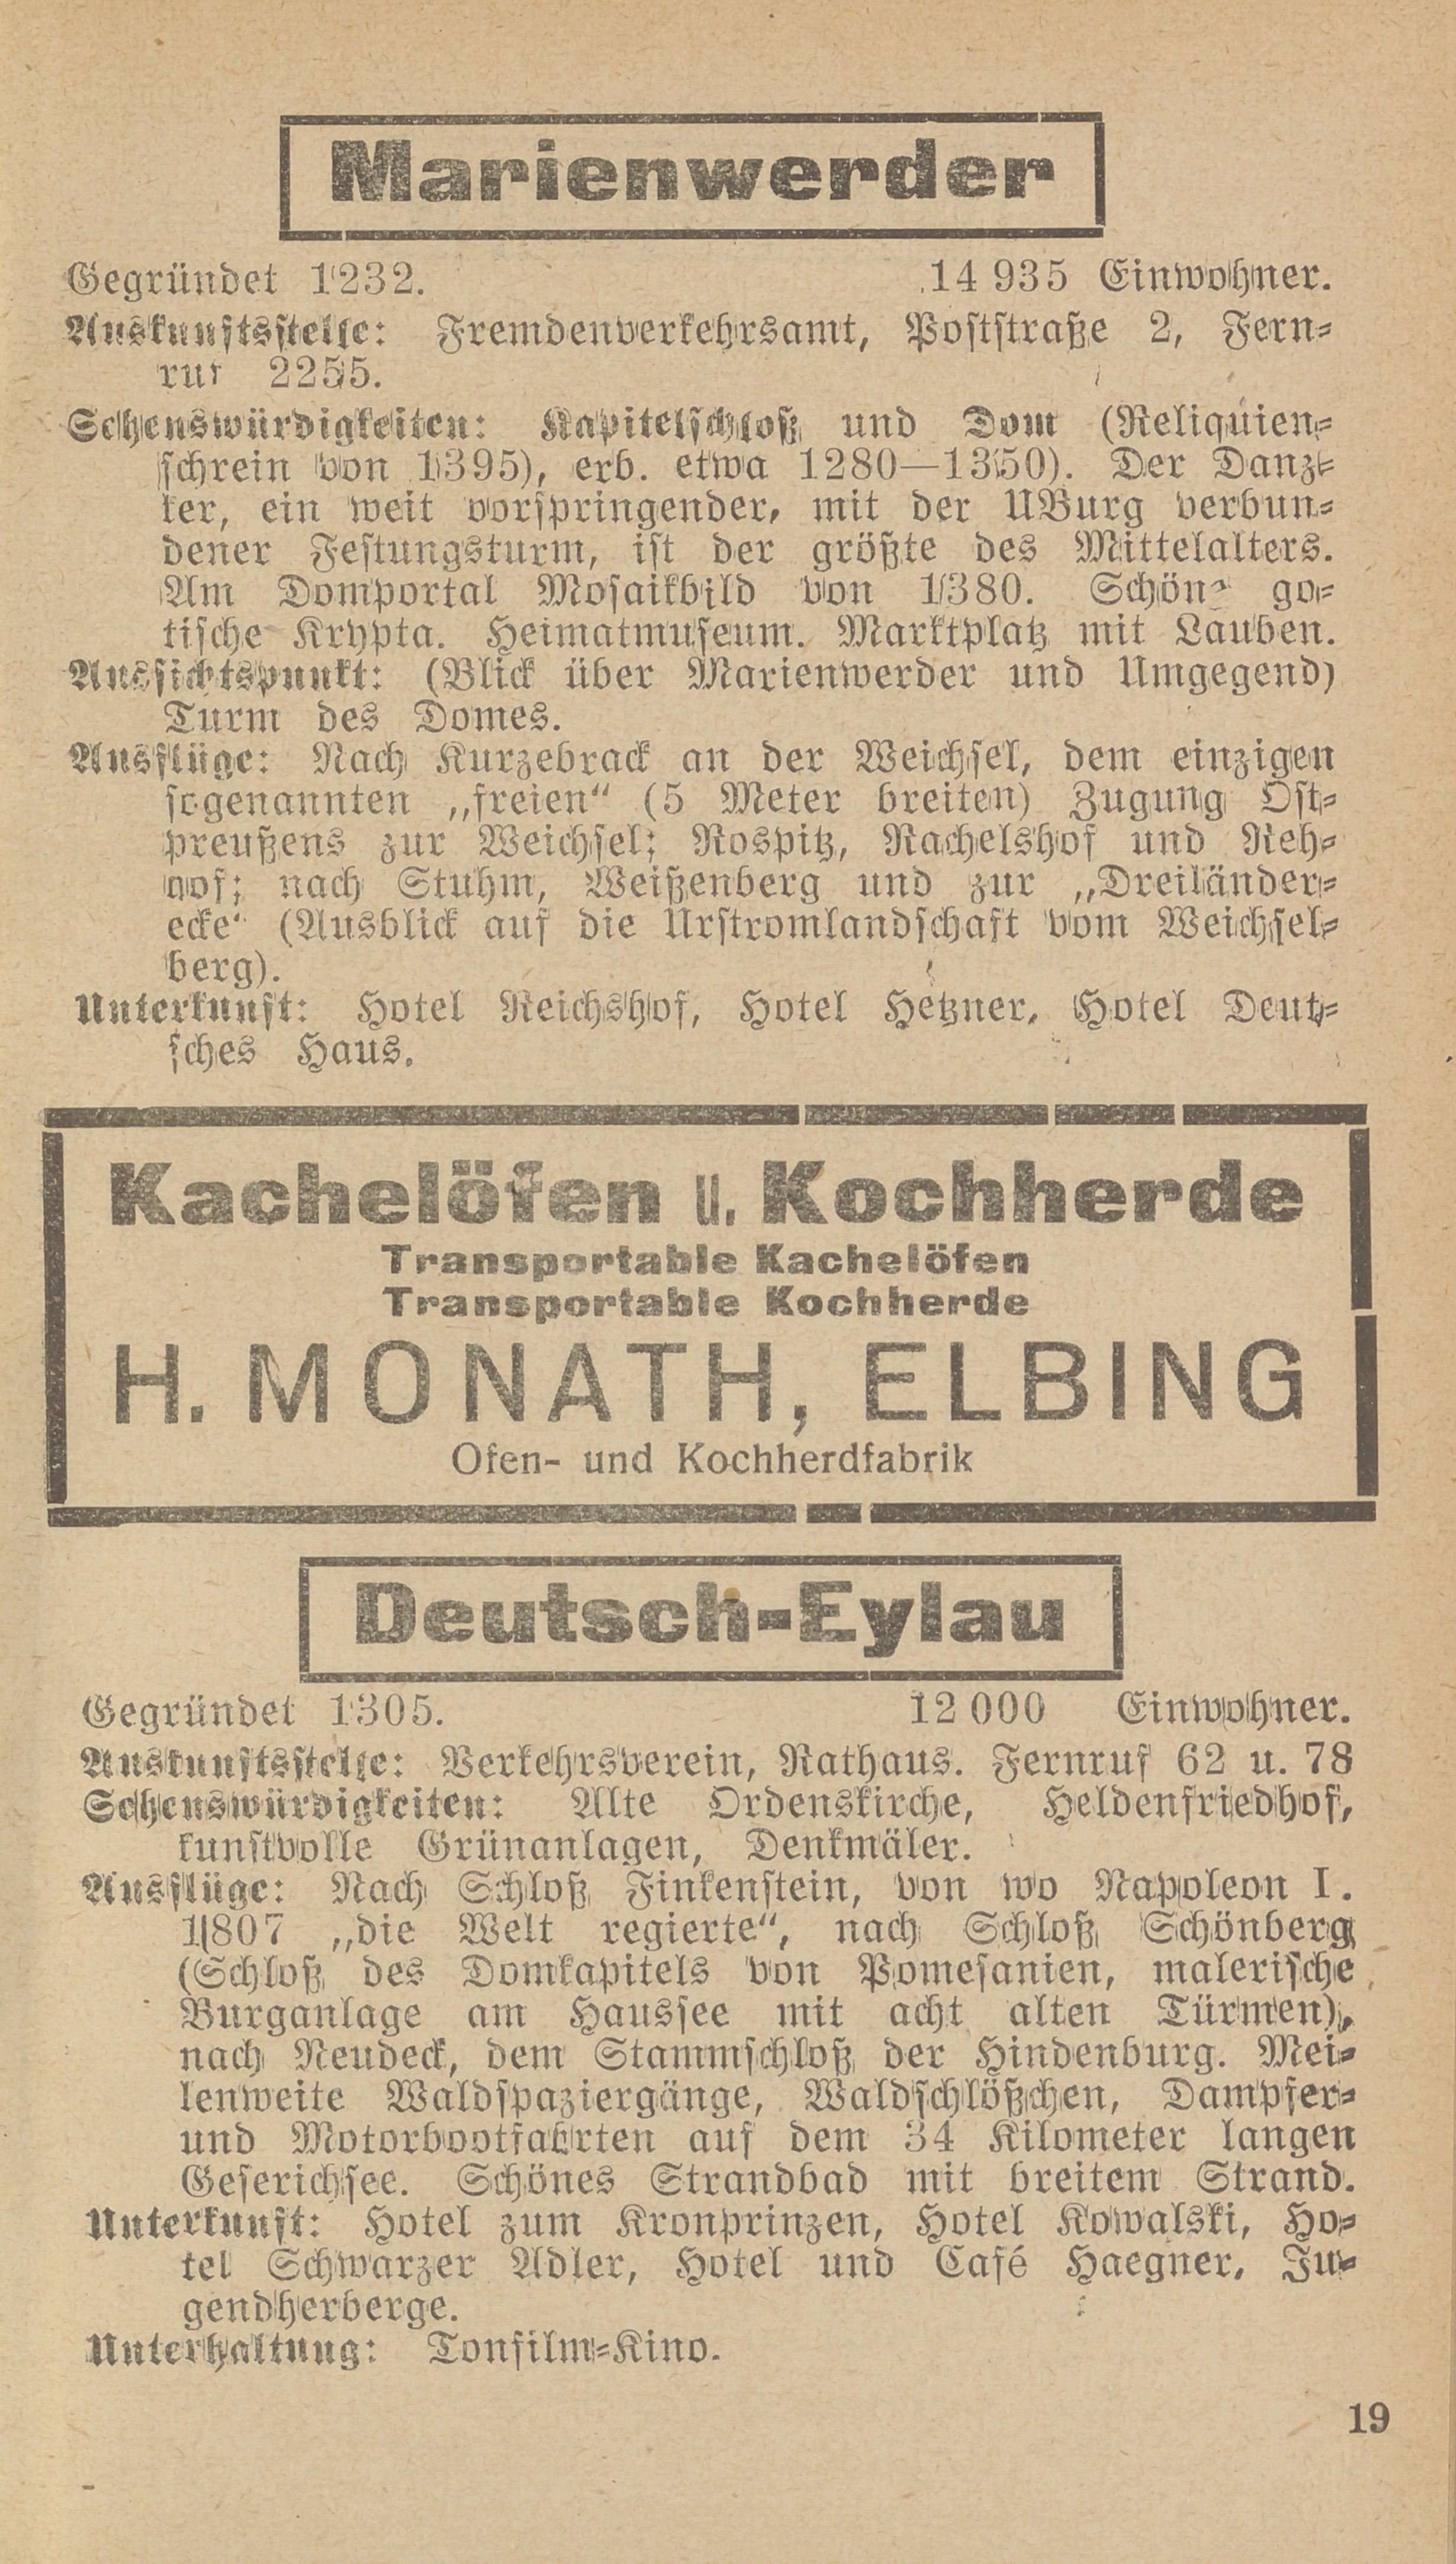 Marienwerder
Gegründet 1232. 14 935 Einwohner.
Auskunftsstelle: Fremdenverkehrsamt, Poststraße 2, Fern-
ruf 2255.
Sehenswürdigkeiten: Kapitelschloß und Dom (Reliquien-
schrein von 1395), erb. etwa 1280—1350). Der Danz-
ker, ein weit vorspringender, mit der UBurg verbun-
dener Festungsturm, ist der größte des Mittelalters.
Am Domportal Mosaikbild von 1380. Schöne go-
tische Krypta. Heimatmuseum. Marktplatz mit Lauben.
Aussichtspunkt: (Blick über Marienwerder und Umgegend)
Turm des Domes.
Ausflüge: Nach Kurzebrack an der Weichsel, dem einzigen
sogenannten „freien“ (5 Meter breiten) Zugung Ost-
preußens zur Weichsel; Rospitz, Rachelshof und Reh-
hof; nach Stuhm, Weißenberg und zur „Dreiländer-
ecke“ (Ausblick auf die Urstromlandschaft vom Weichsel-
berg).
Unterkunft: Hotel Reichshof, Hotel Hetzner, Hotel Deut-
sches Haus.
Kachelöfen u. Kochherde
Transportable Kachelöfen
Transportable Kochherde
H. MONATH, ELBING
Ofen- und Kochherdfabrik
Deutsch-Eylau
Gegründet 1305. 12 000 Einwohner.
Auskunftsstelle: Verkehrsverein, Rathaus. Fernruf 62 u. 78
Sehenswürdigkeiten: Alte Ordenskirche, Heldenfriedhof,
kunstvolle Grünanlagen, Denkmäler.
Ausflüge: Nach Schloß Finkenstein, von wo Napoleon I.
1807 „die Welt regierte“, nach Schloß Schönberg
(Schloß des Domkapitels von Pomesanien, malerische
Burganlage am Haussee mit acht alten Türmen),
nach Neudeck, dem Stammschloß der Hindenburg. Mei-
lenweite Waldspaziergänge, Waldschlößchen, Dampfer-
und Motorbootfahrten auf dem 34 Kilometer langen
Geserichsee. Schönes Strandbad mit breitem Strand.
Unterkunft: Hotel zum Kronprinzen, Hotel Kowalski, Ho-
tel Schwarzer Adler, Hotel und Café Haegner, Ju-
gendherberge.
Unterhaltung: Tonfilm-Kino.
19